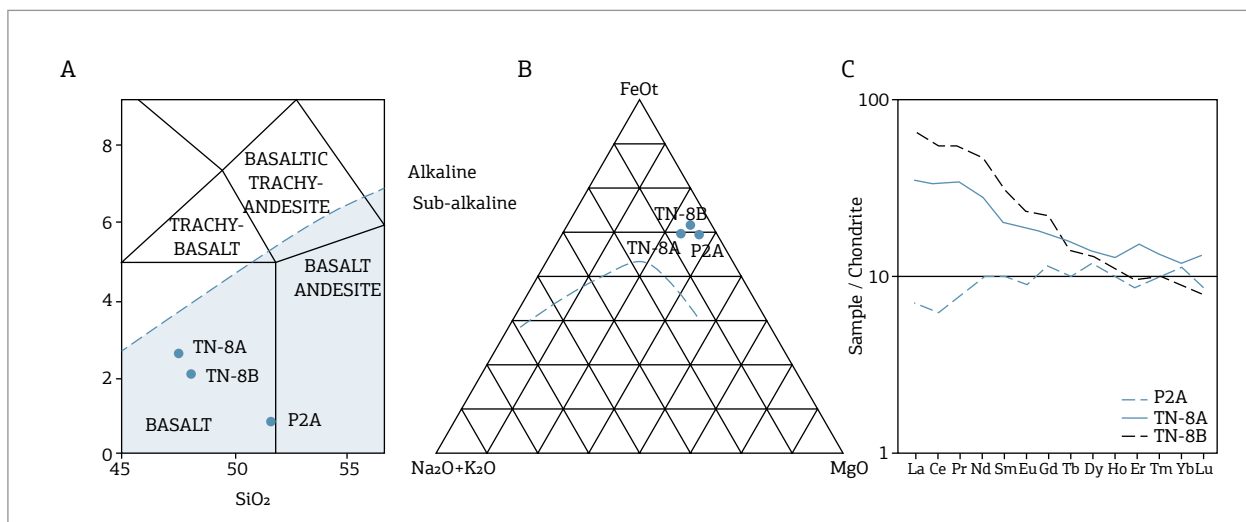 A
8
6
4
2
0
45
50
55
SiO₂
BASALTIC
TRACHY-
ANDESITE
TRACHY-
BASALT
BASALT
ANDESITE
TN-8A
TN-8B
P2A
BASALT
Alkaline
Sub-alkaline
B
FeOt
TN-8B
TN-8A
P2A
Na₂O+K₂O
MgO
C
100
10
1
Sample / Chondrite
P2A
TN-8A
TN-8B
La Ce Pr Nd Sm Eu Gd Tb Dy Ho Er Tm Yb Lu